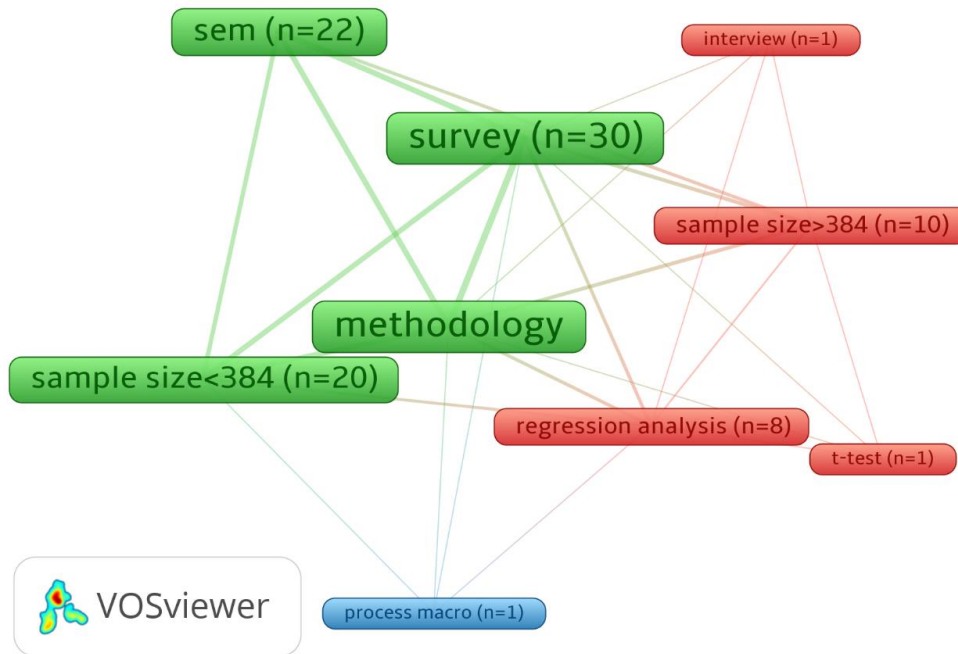 sem (n=22)
interview (n=1)
survey (n=30)
sample size>384 (n=10)
methodology
sample size<384 (n=20)
regression analysis (n=8)
t-test (n=1)
VOSviewer
process macro (n=1)